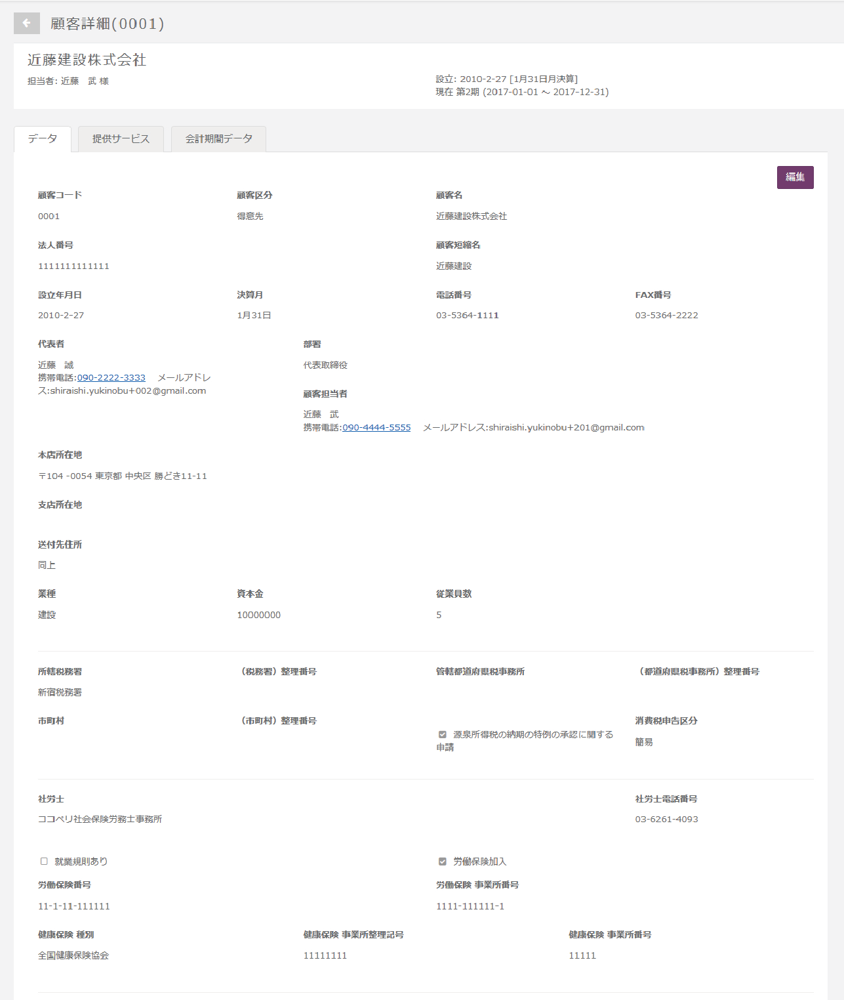 顧客詳細(0001)
近藤建設株式会社
担当者: 近藤　武 様
設立: 2010-2-27 [1月31日月決算]
現在 第2期 (2017-01-01 ～ 2017-12-31)
データ 提供サービス 会計期間データ
編集
顧客コード 顧客区分 顧客名
0001 得意先 近藤建設株式会社
法人番号 顧客短縮名
1111111111111 近藤建設
設立年月日 決算月 電話番号 FAX番号
2010-2-27 1月31日 03-5364-1111 03-5364-2222
代表者 部署
近藤　誠 代表取締役
携帯電話:090-2222-3333　メールアドレ
ス:shiraishi.yukinobu+002@gmail.com
顧客担当者
近藤　武
携帯電話:090-4444-5555　メールアドレス:shiraishi.yukinobu+201@gmail.com
本店所在地
〒104 -0054 東京都 中央区 勝どき11-11
支店所在地
送付先住所
同上
業種 資本金 従業員数
建設 10000000 5
所轄税務署 （税務署）整理番号 管轄都道府県税事務所 （都道府県税事務所）整理番号
新宿税務署
市町村 （市町村）整理番号 消費税申告区分
源泉所得税の納期の特例の承認に関する
申請
簡易
社労士 社労士電話番号
ココペリ社会保険労務士事務所 03-6261-4093
就業規則あり 労働保険加入
労働保険番号 労働保険 事業所番号
11-1-11-111111 1111-111111-1
健康保険 種別 健康保険 事業所整理記号 健康保険 事業所番号
全国健康保険協会 11111111 11111